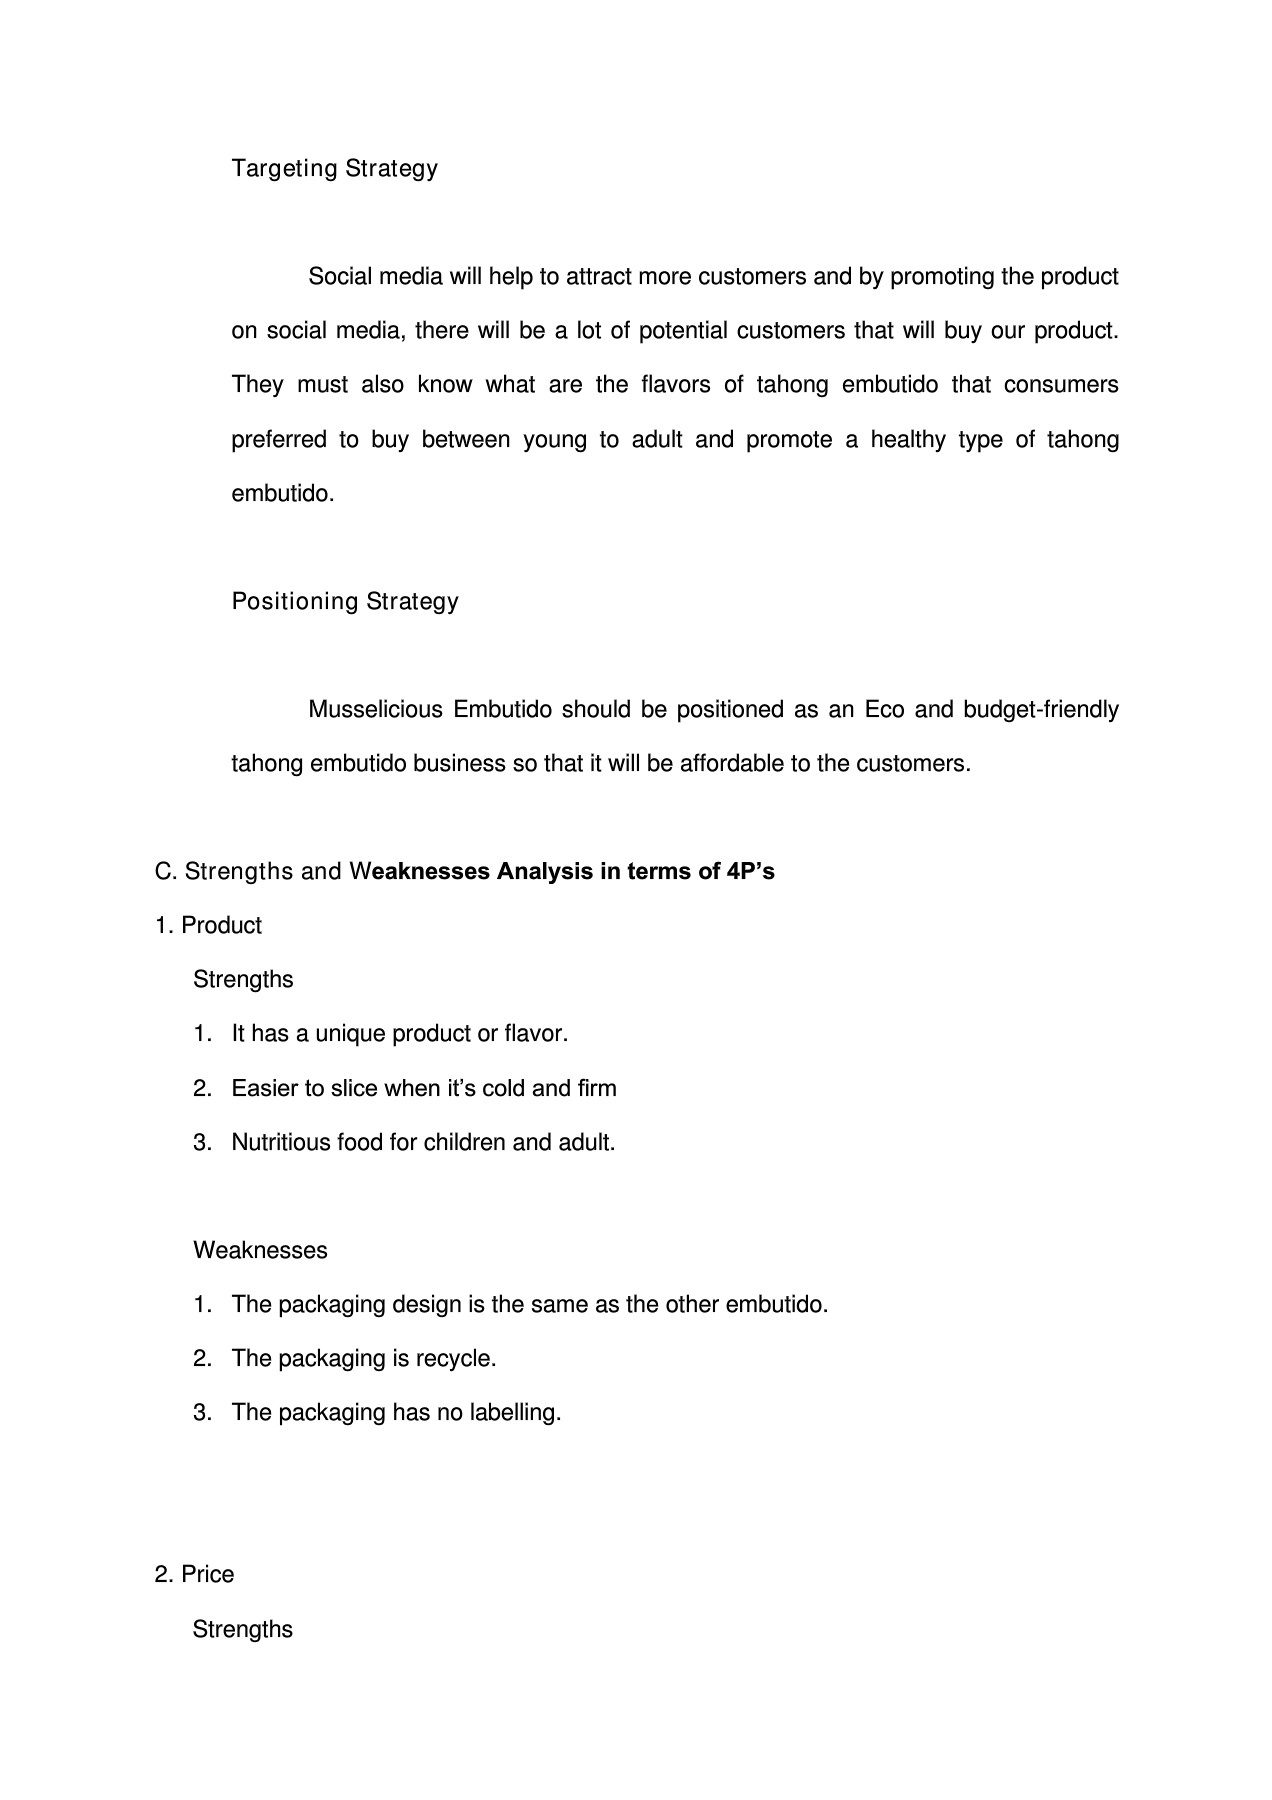 Targeting Strategy
Social media will help to attract more customers and by promoting the product
on social media, there will be a lot of potential customers that will buy our product.
They must also know what are the flavors of tahong embutido that consumers
preferred to buy between young to adult and promote a healthy type of tahong
embutido.
Positioning Strategy
Musselicious Embutido should be positioned as an Eco and budget-friendly
tahong embutido business so that it will be affordable to the customers.
C. Strengths and Weaknesses Analysis in terms of 4P’s
1. Product
Strengths
1. It has a unique product or flavor.
2. Easier to slice when it’s cold and firm
3. Nutritious food for children and adult.
Weaknesses
1. The packaging design is the same as the other embutido.
2. The packaging is recycle.
3. The packaging has no labelling.
2. Price
Strengths